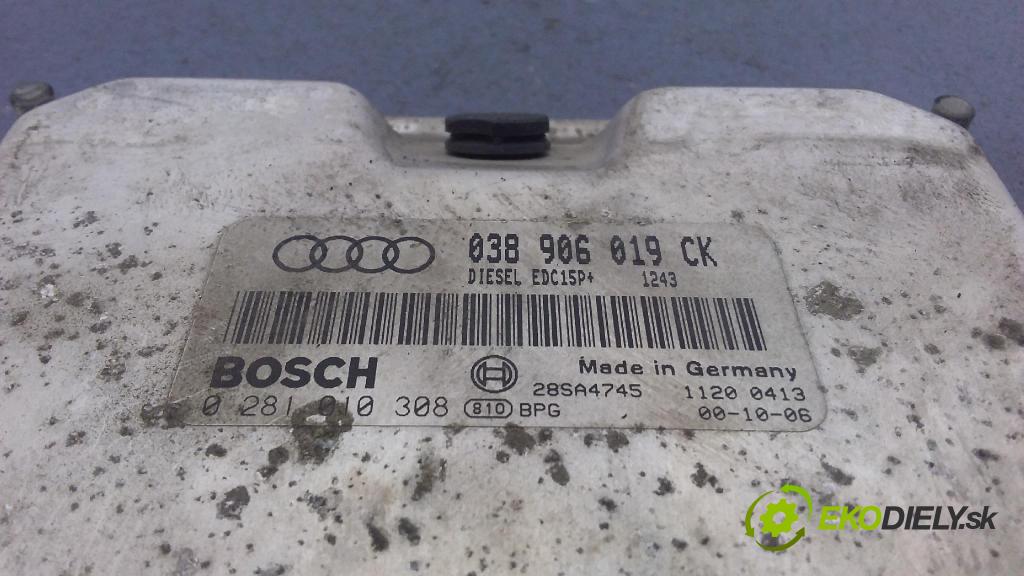 038 906 019 CK
DIESEL EDC15P+ 1243
BOSCH
Made in Germany
28SA4745 1120 0413
0 281 010 308 810 BPG 00-10-06
EKODIELY.sk